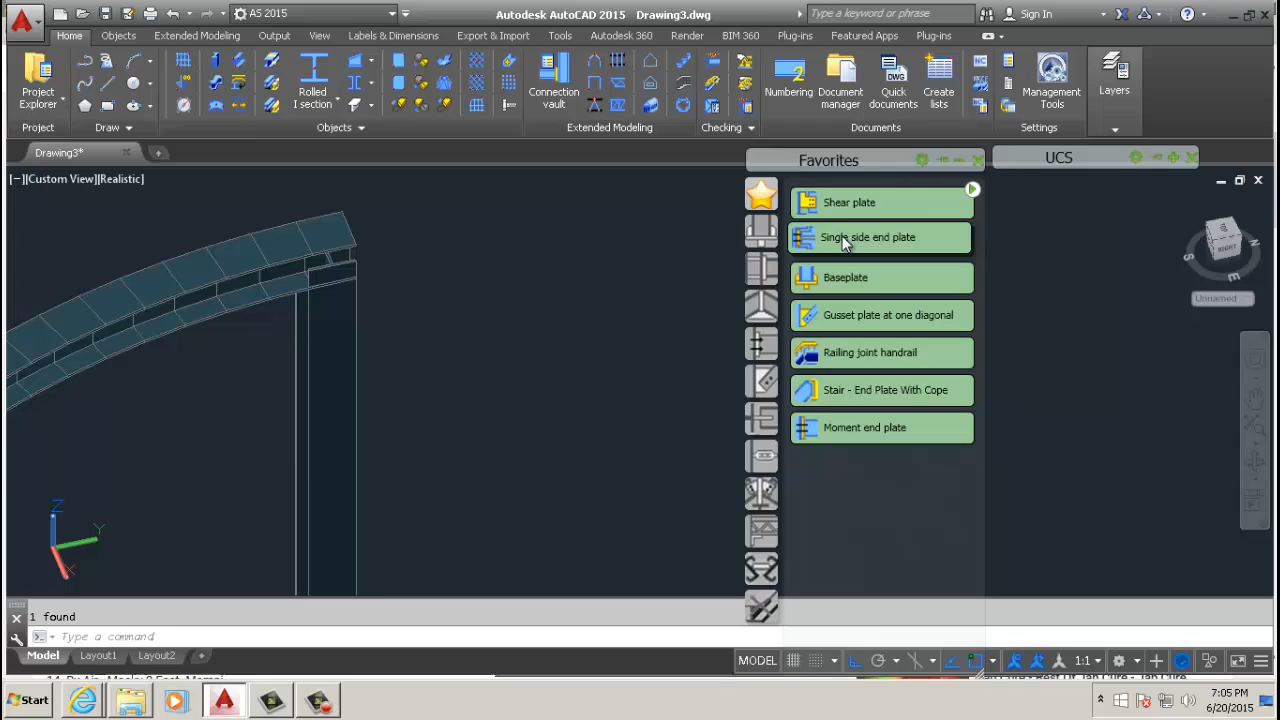 AS 2015
Autodesk AutoCAD 2015 Drawing3.dwg
Type a keyword or phrase
Sign In
Home
Objects
Extended Modeling
Output
View
Labels & Dimensions
Export & Import
Tools
Autodesk 360
Render
BIM 360
Plug-ins
Featured Apps
Plug-ins
Project
Explorer
Rolled
I section
Connection
vault
Numbering
Document
manager
Quick
documents
Create
lists
Management
Tools
Layers
Project
Draw
Objects
Extended Modeling
Checking
Documents
Settings
Drawing3*
Favorites
UCS
[−][Custom View][Realistic]
Shear plate
Single side end plate
Baseplate
Gusset plate at one diagonal
Railing joint handrail
Stair - End Plate With Cope
Moment end plate
S
E
RIGHT
Unnamed
Z
Y
X
1 found
Type a command
Model
Layout1
Layout2
MODEL
1:1
Start
7:05 PM
6/20/2015